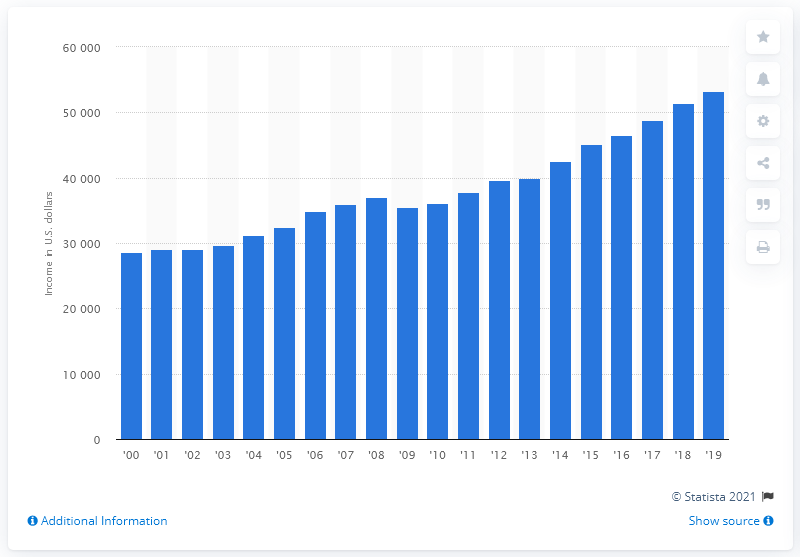 60 000
50 000
40 000
30 000
20 000
10 000
0
Income in U.S. dollars
'00 '01 '02 '03 '04 '05 '06 '07 '08 '09 '10 '11 '12 '13 '14 '15 '16 '17 '18 '19
© Statista 2021
Additional Information
Show source